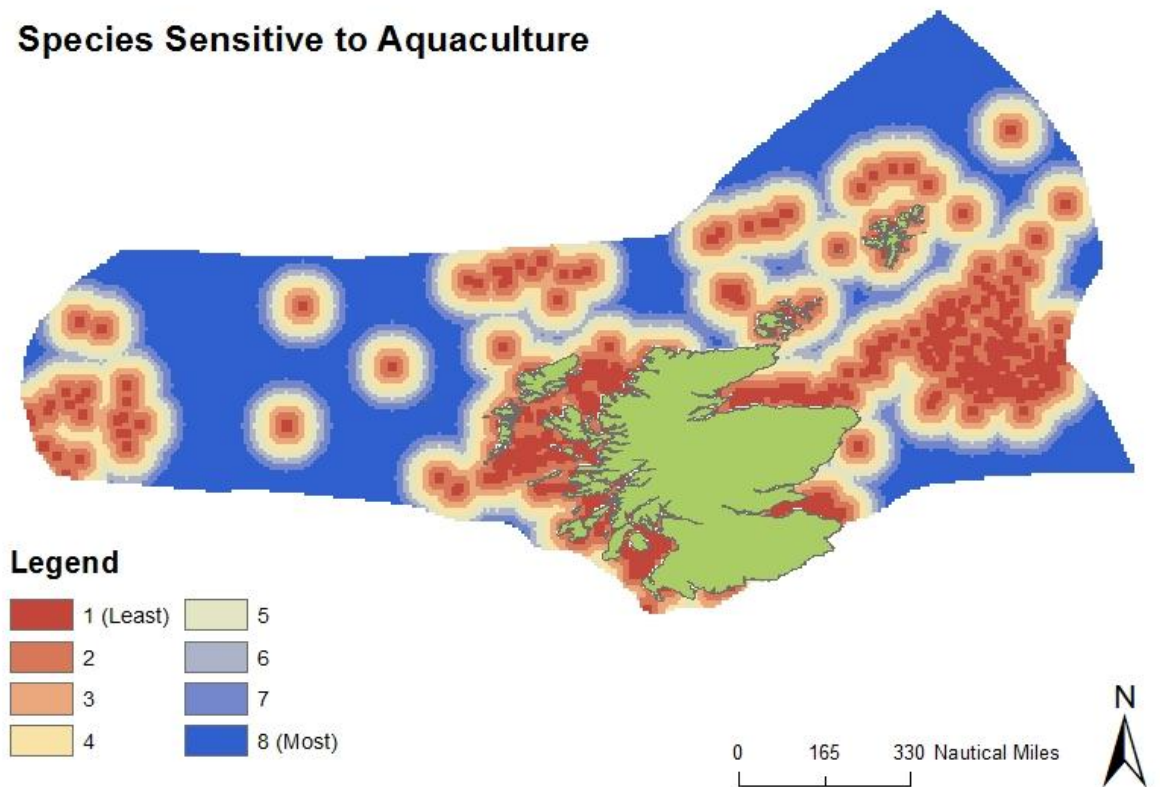 Species Sensitive to Aquaculture
Legend
1 (Least)
2
3
4
5
6
7
8 (Most)
0 165 330 Nautical Miles
N